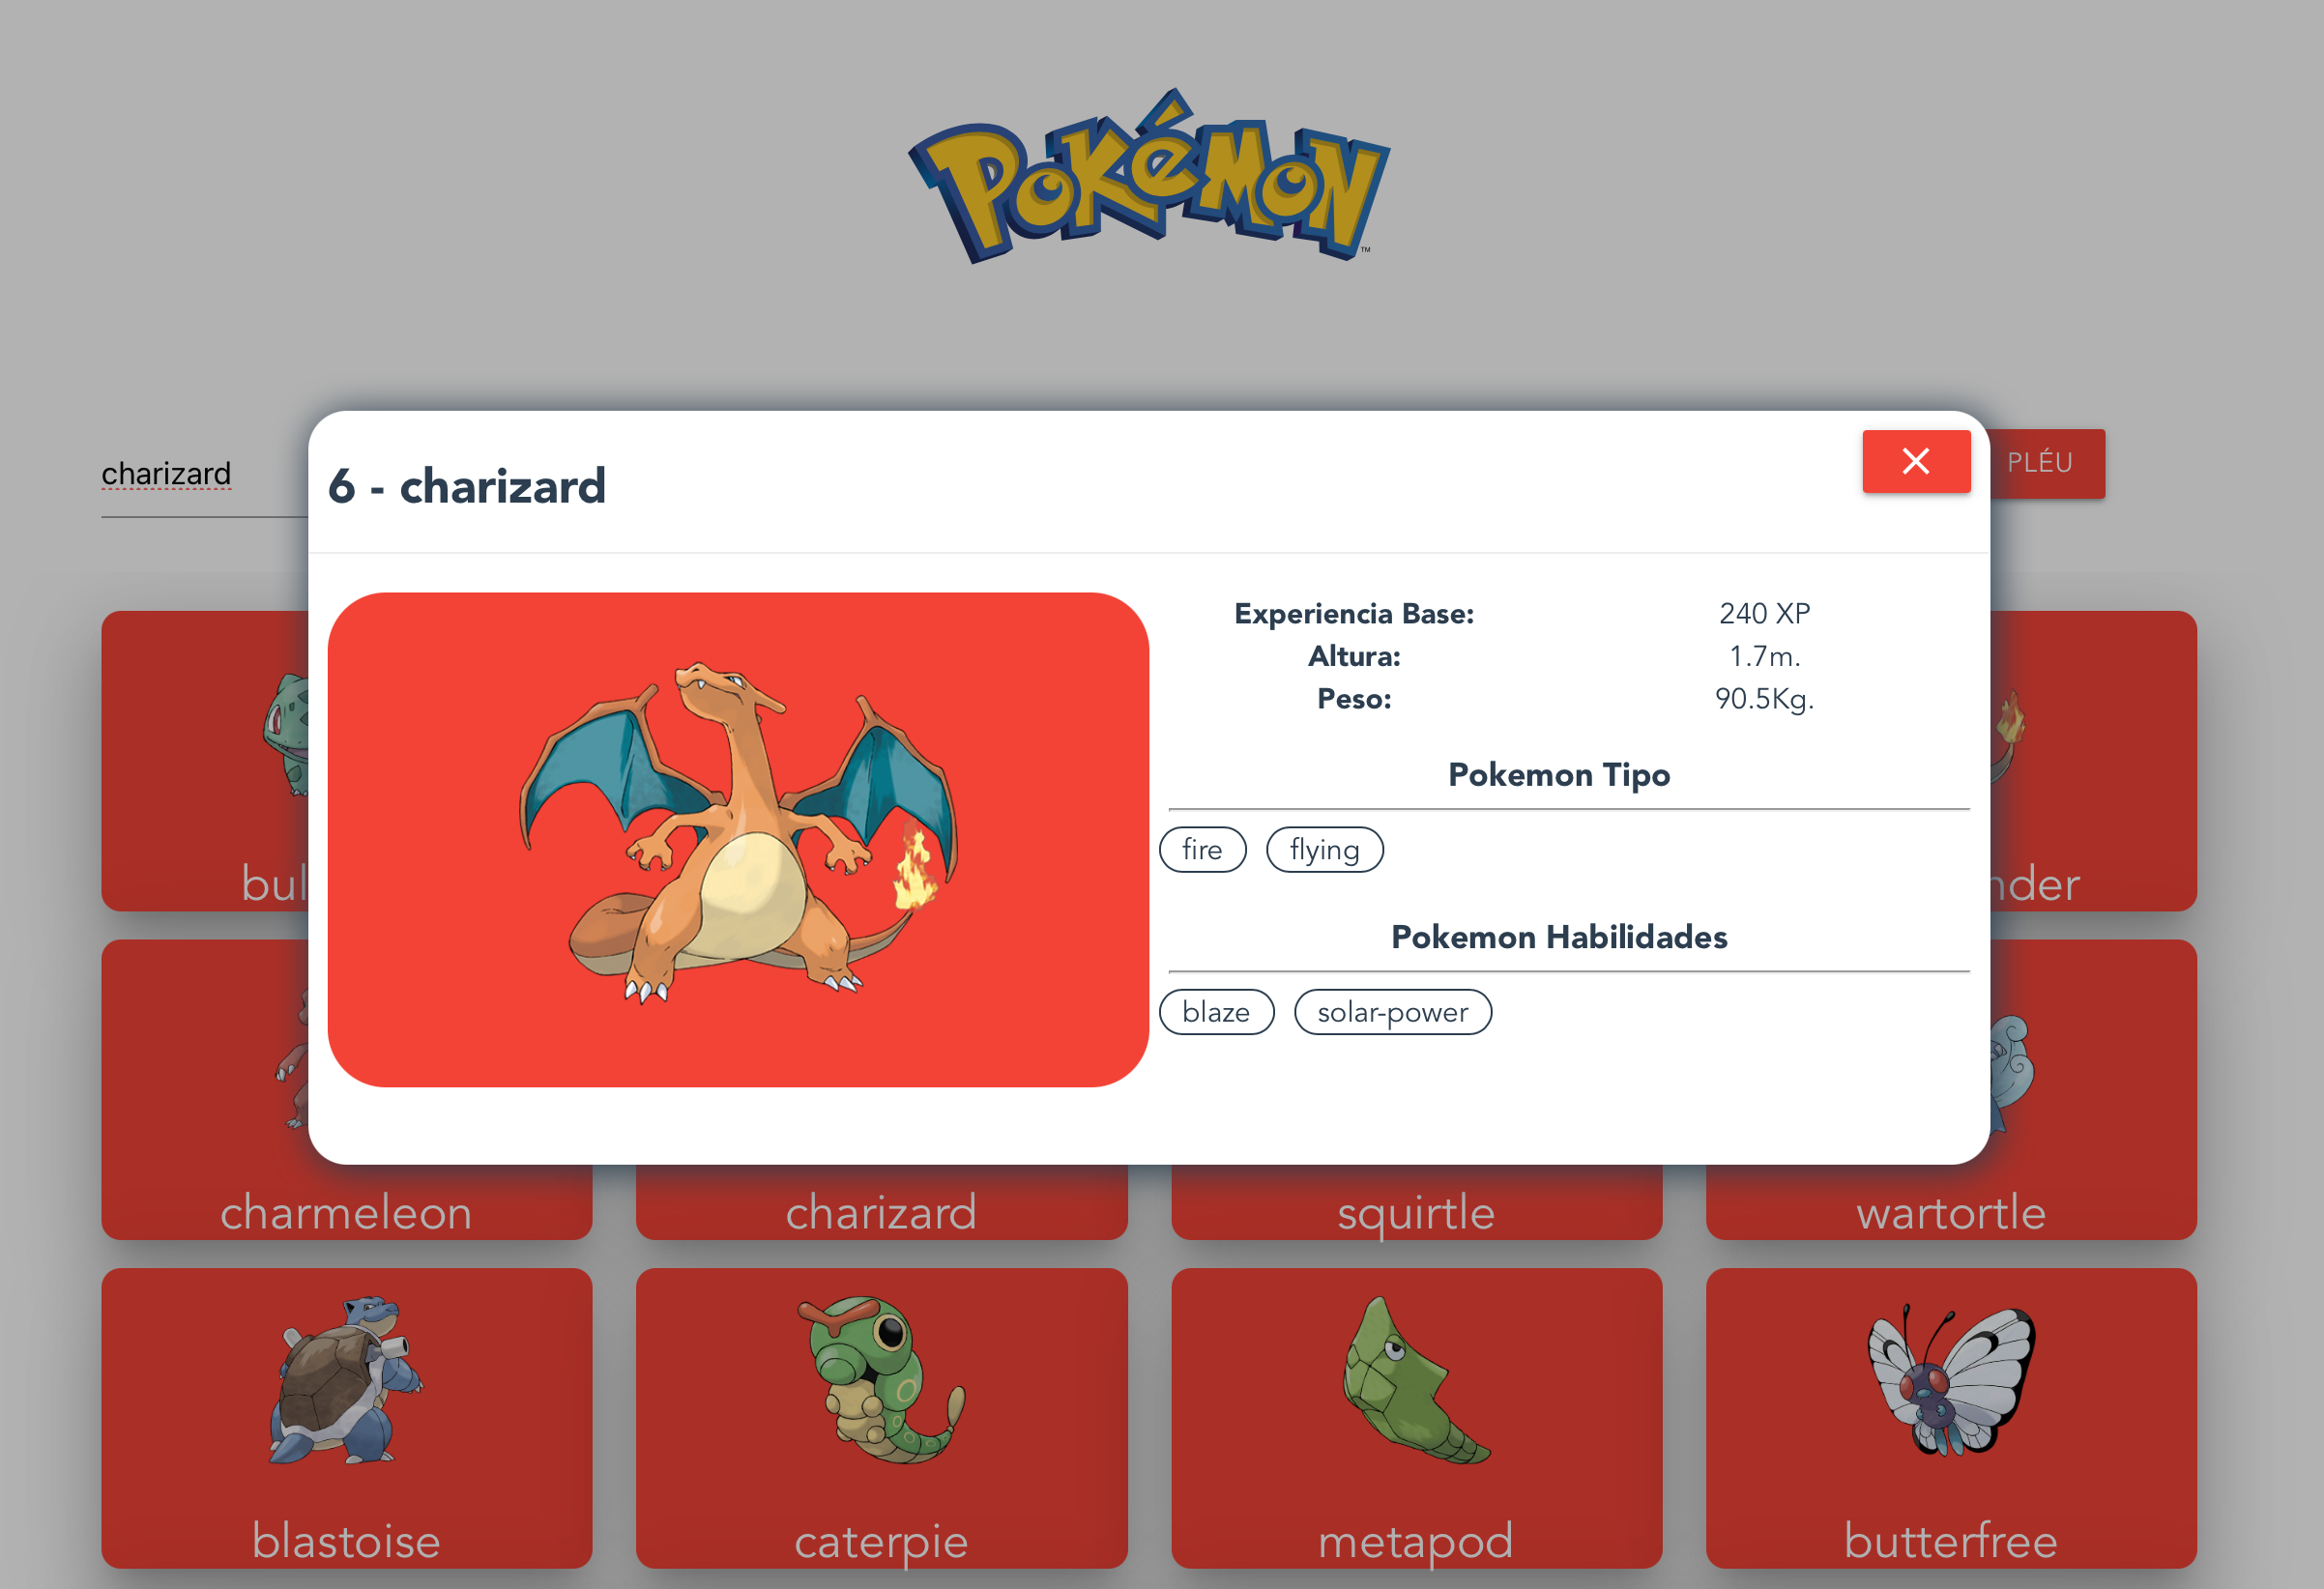 POKéMON
™
charizard
PLÉU
6 - charizard
Experiencia Base: 240 XP
Altura: 1.7m.
Peso: 90.5Kg.
Pokemon Tipo
fire flying
Pokemon Habilidades
blaze solar-power
bul
nder
charmeleon charizard squirtle wartortle
blastoise caterpie metapod butterfree